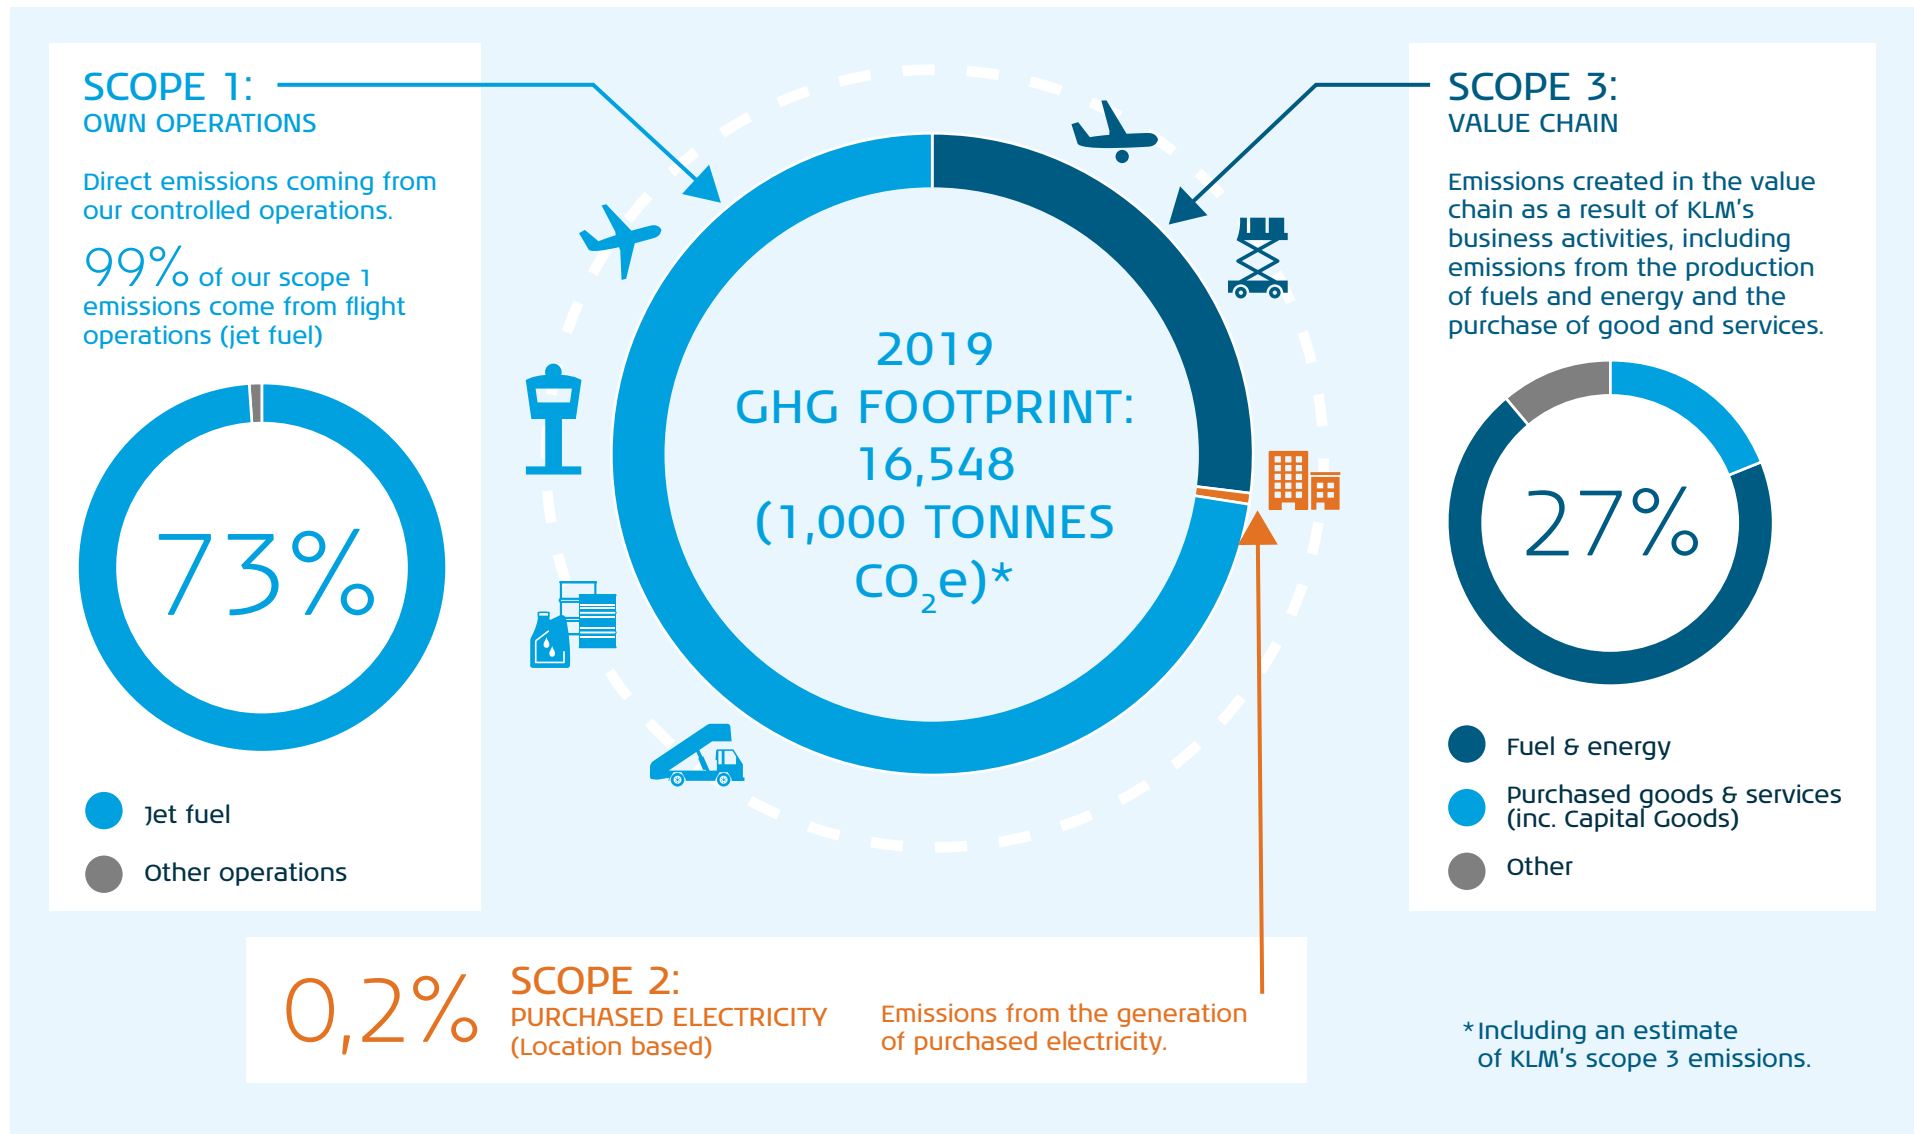 SCOPE 1:
OWN OPERATIONS
Direct emissions coming from
our controlled operations.
99% of our scope 1
emissions come from flight
operations (jet fuel)
73%
Jet fuel
Other operations
2019
GHG FOOTPRINT:
16,548
(1,000 TONNES
CO₂e)*
SCOPE 3:
VALUE CHAIN
Emissions created in the value
chain as a result of KLM's
business activities, including
emissions from the production
of fuels and energy and the
purchase of good and services.
27%
Fuel & energy
Purchased goods & services
(inc. Capital Goods)
Other
0,2%
SCOPE 2:
PURCHASED ELECTRICITY
(Location based)
Emissions from the generation
of purchased electricity.
*Including an estimate
of KLM's scope 3 emissions.